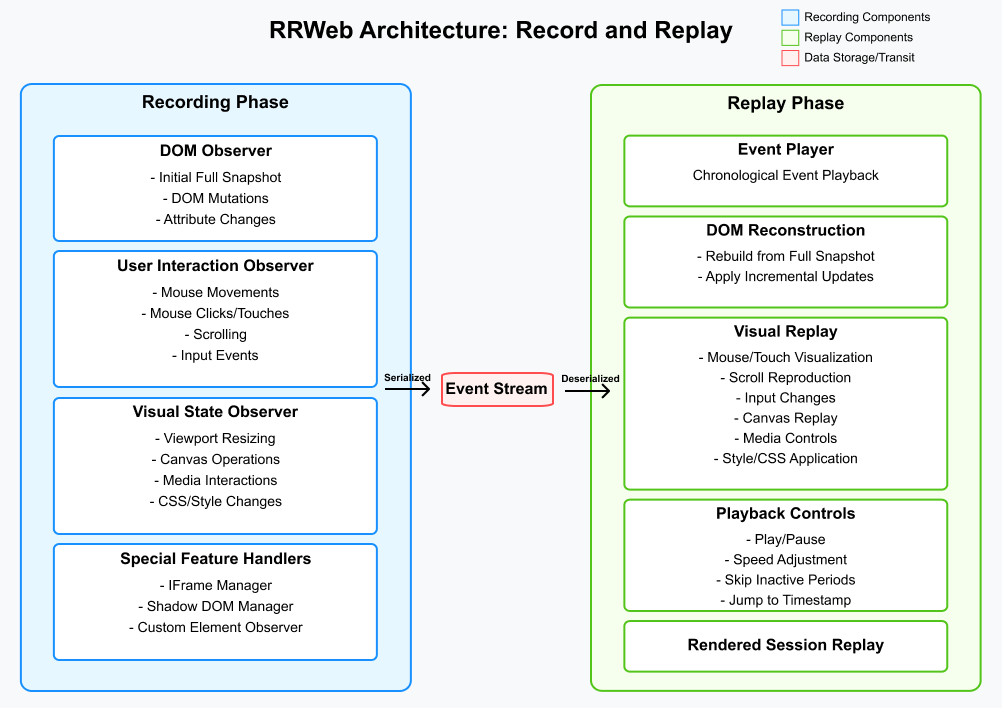 RRWeb Architecture: Record and Replay
Recording Components
Replay Components
Data Storage/Transit
Recording Phase
DOM Observer
- Initial Full Snapshot
- DOM Mutations
- Attribute Changes
User Interaction Observer
- Mouse Movements
- Mouse Clicks/Touches
- Scrolling
- Input Events
Visual State Observer
- Viewport Resizing
- Canvas Operations
- Media Interactions
- CSS/Style Changes
Special Feature Handlers
- IFrame Manager
- Shadow DOM Manager
- Custom Element Observer
Serialized
Event Stream
Deserialized
Replay Phase
Event Player
Chronological Event Playback
DOM Reconstruction
- Rebuild from Full Snapshot
- Apply Incremental Updates
Visual Replay
- Mouse/Touch Visualization
- Scroll Reproduction
- Input Changes
- Canvas Replay
- Media Controls
- Style/CSS Application
Playback Controls
- Play/Pause
- Speed Adjustment
- Skip Inactive Periods
- Jump to Timestamp
Rendered Session Replay